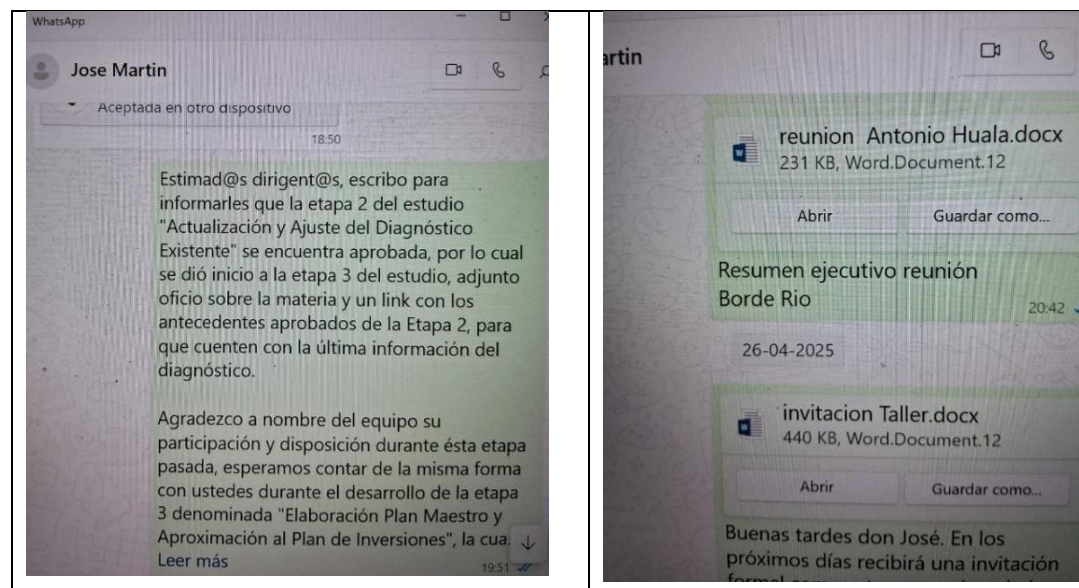 WhatsApp
Jose Martin
Aceptada en otro dispositivo
18:50
Estimad@s dirigent@s, escribo para
informarles que la etapa 2 del estudio
"Actualización y Ajuste del Diagnóstico
Existente" se encuentra aprobada, por lo cual
se dió inicio a la etapa 3 del estudio, adjunto
oficio sobre la materia y un link con los
antecedentes aprobados de la Etapa 2, para
que cuenten con la última información del
diagnóstico.
Agradezco a nombre del equipo su
participación y disposición durante ésta etapa
pasada, esperamos contar de la misma forma
con ustedes durante el desarrollo de la etapa
3 denominada "Elaboración Plan Maestro y
Aproximación al Plan de Inversiones", la cua.
Leer más
19:51
artin
reunion Antonio Huala.docx
231 KB, Word.Document.12
Abrir Guardar como...
Resumen ejecutivo reunión
Borde Rio
20:42
26-04-2025
invitacion Taller.docx
440 KB, Word.Document.12
Abrir Guardar como...
Buenas tardes don José. En los
próximos días recibirá una invitación